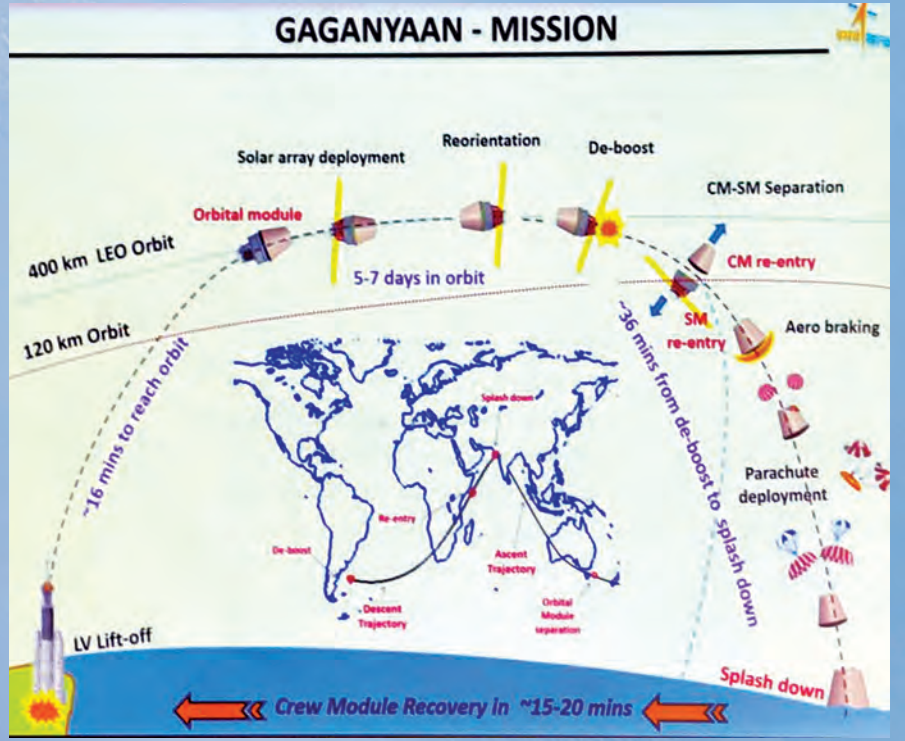 GAGANYAAN - MISSION
Solar array deployment
Reorientation
De-boost
CM-SM Separation
Orbital module
400 km LEO Orbit
CM re-entry
5-7 days in orbit
120 km Orbit
SM
re-entry
Aero braking
~16 mins to reach orbit
~36 mins from de-boost to splash down
Splash down
Parachute
deployment
Re-entry
De-boost
Ascent
Trajectory
Descent
Trajectory
Orbital
Module
separation
LV Lift-off
Splash down
Crew Module Recovery in ~15-20 mins